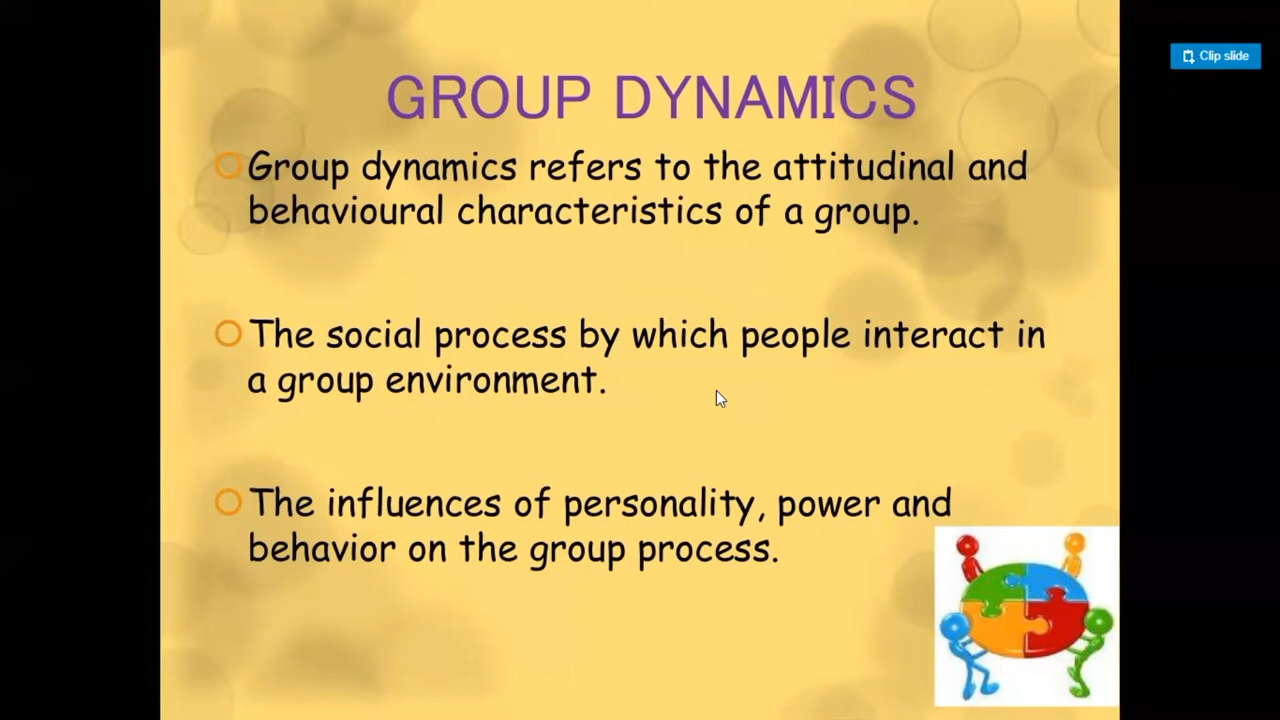 Clip slide
GROUP DYNAMICS
Group dynamics refers to the attitudinal and
behavioural characteristics of a group.
The social process by which people interact in
a group environment.
The influences of personality, power and
behavior on the group process.